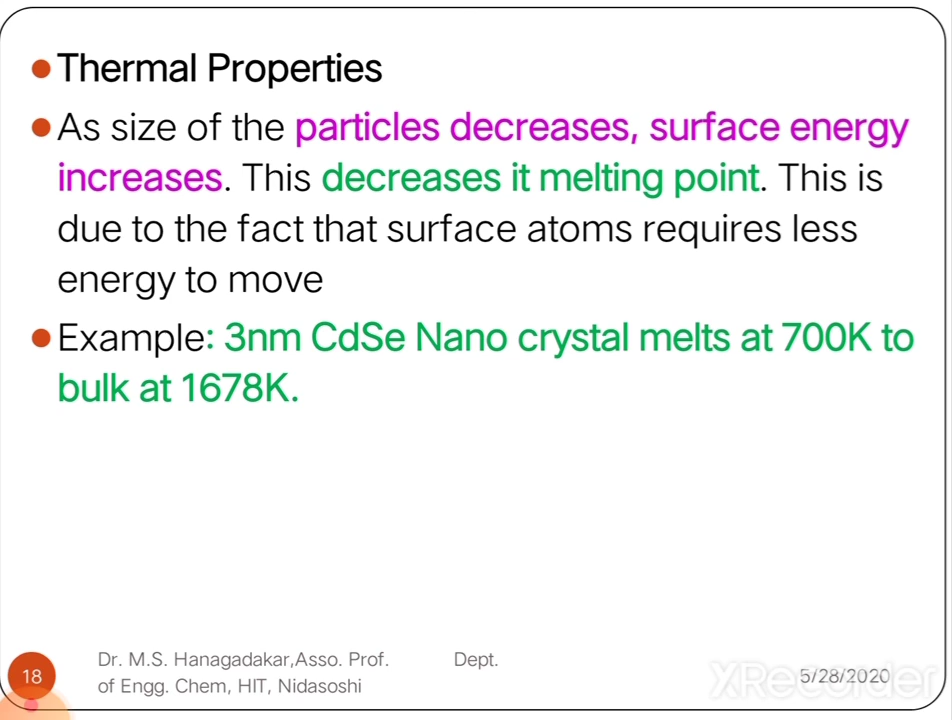 Thermal Properties
As size of the particles decreases, surface energy
increases. This decreases it melting point. This is
due to the fact that surface atoms requires less
energy to move
Example: 3nm CdSe Nano crystal melts at 700K to
bulk at 1678K.
18
Dr. M.S. Hanagadakar,Asso. Prof. Dept.
of Engg. Chem, HIT, Nidasoshi
5/28/2020
XRecorder